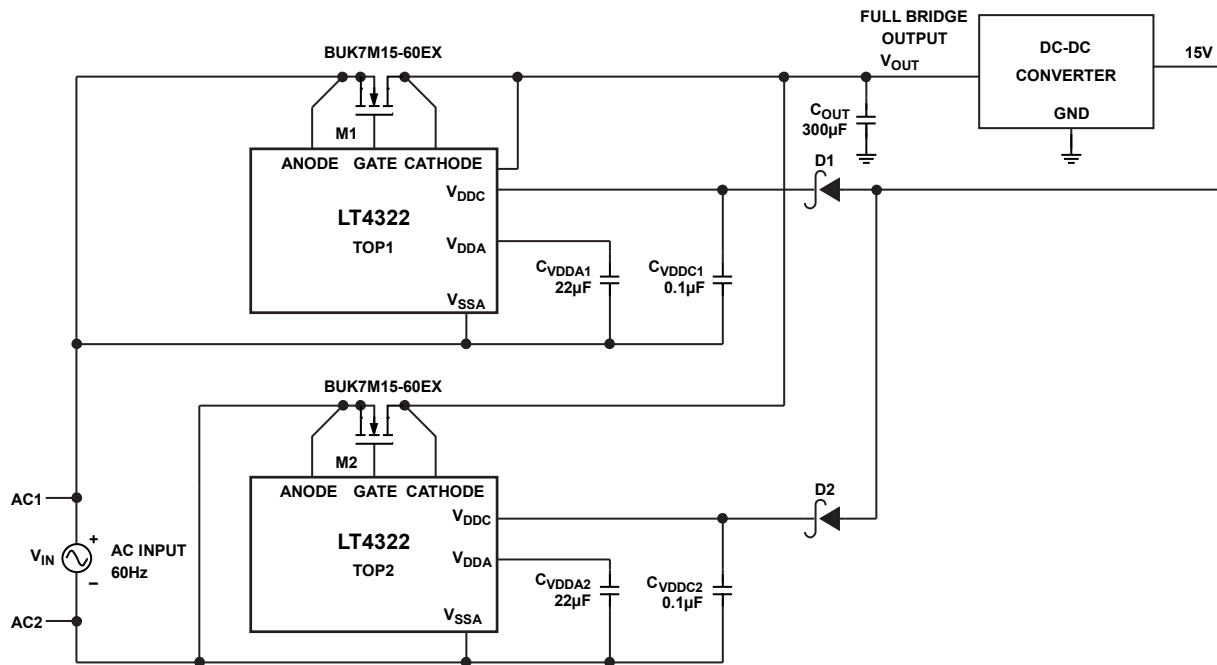 FULL BRIDGE
OUTPUT
VOUT
BUK7M15-60EX
DC-DC
CONVERTER
GND
15V
COUT
300µF
M1
ANODE GATE CATHODE
VDDC
LT4322
TOP1
VDDA
VSSA
CVDDA1
22µF
CVDDC1
0.1µF
D1
BUK7M15-60EX
M2
ANODE GATE CATHODE
VDDC
LT4322
TOP2
VDDA
VSSA
CVDDA2
22µF
CVDDC2
0.1µF
D2
AC1
VIN
+
–
AC INPUT
60Hz
AC2